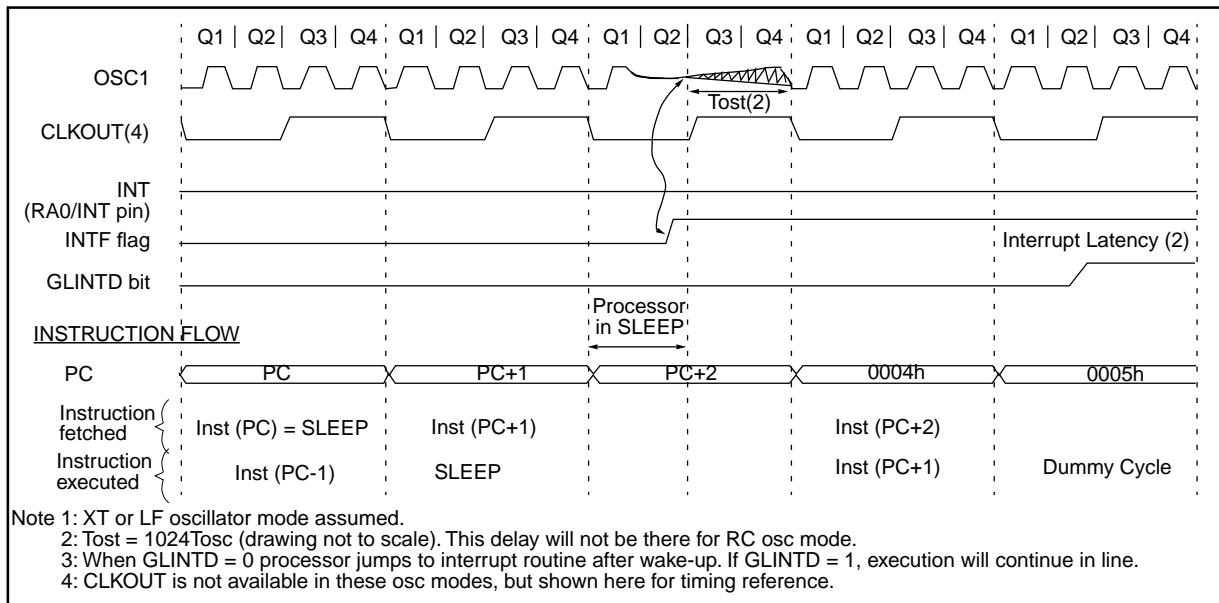 Q1 | Q2 | Q3 | Q4 Q1 | Q2 | Q3 | Q4 Q1 | Q2 | Q3 | Q4 Q1 | Q2 | Q3 | Q4 Q1 | Q2 | Q3 | Q4
OSC1
Tost(2)
CLKOUT(4)
INT
(RA0/INT pin)
INTF flag
Interrupt Latency (2)
GLINTD bit
Processor
in SLEEP
INSTRUCTION FLOW
PC PC PC+1 PC+2 0004h 0005h
Instruction
fetched
Inst (PC) = SLEEP Inst (PC+1) Inst (PC+2)
Instruction
executed
Inst (PC-1) SLEEP Inst (PC+1) Dummy Cycle
Note 1: XT or LF oscillator mode assumed.
2: Tost = 1024Tosc (drawing not to scale). This delay will not be there for RC osc mode.
3: When GLINTD = 0 processor jumps to interrupt routine after wake-up. If GLINTD = 1, execution will continue in line.
4: CLKOUT is not available in these osc modes, but shown here for timing reference.